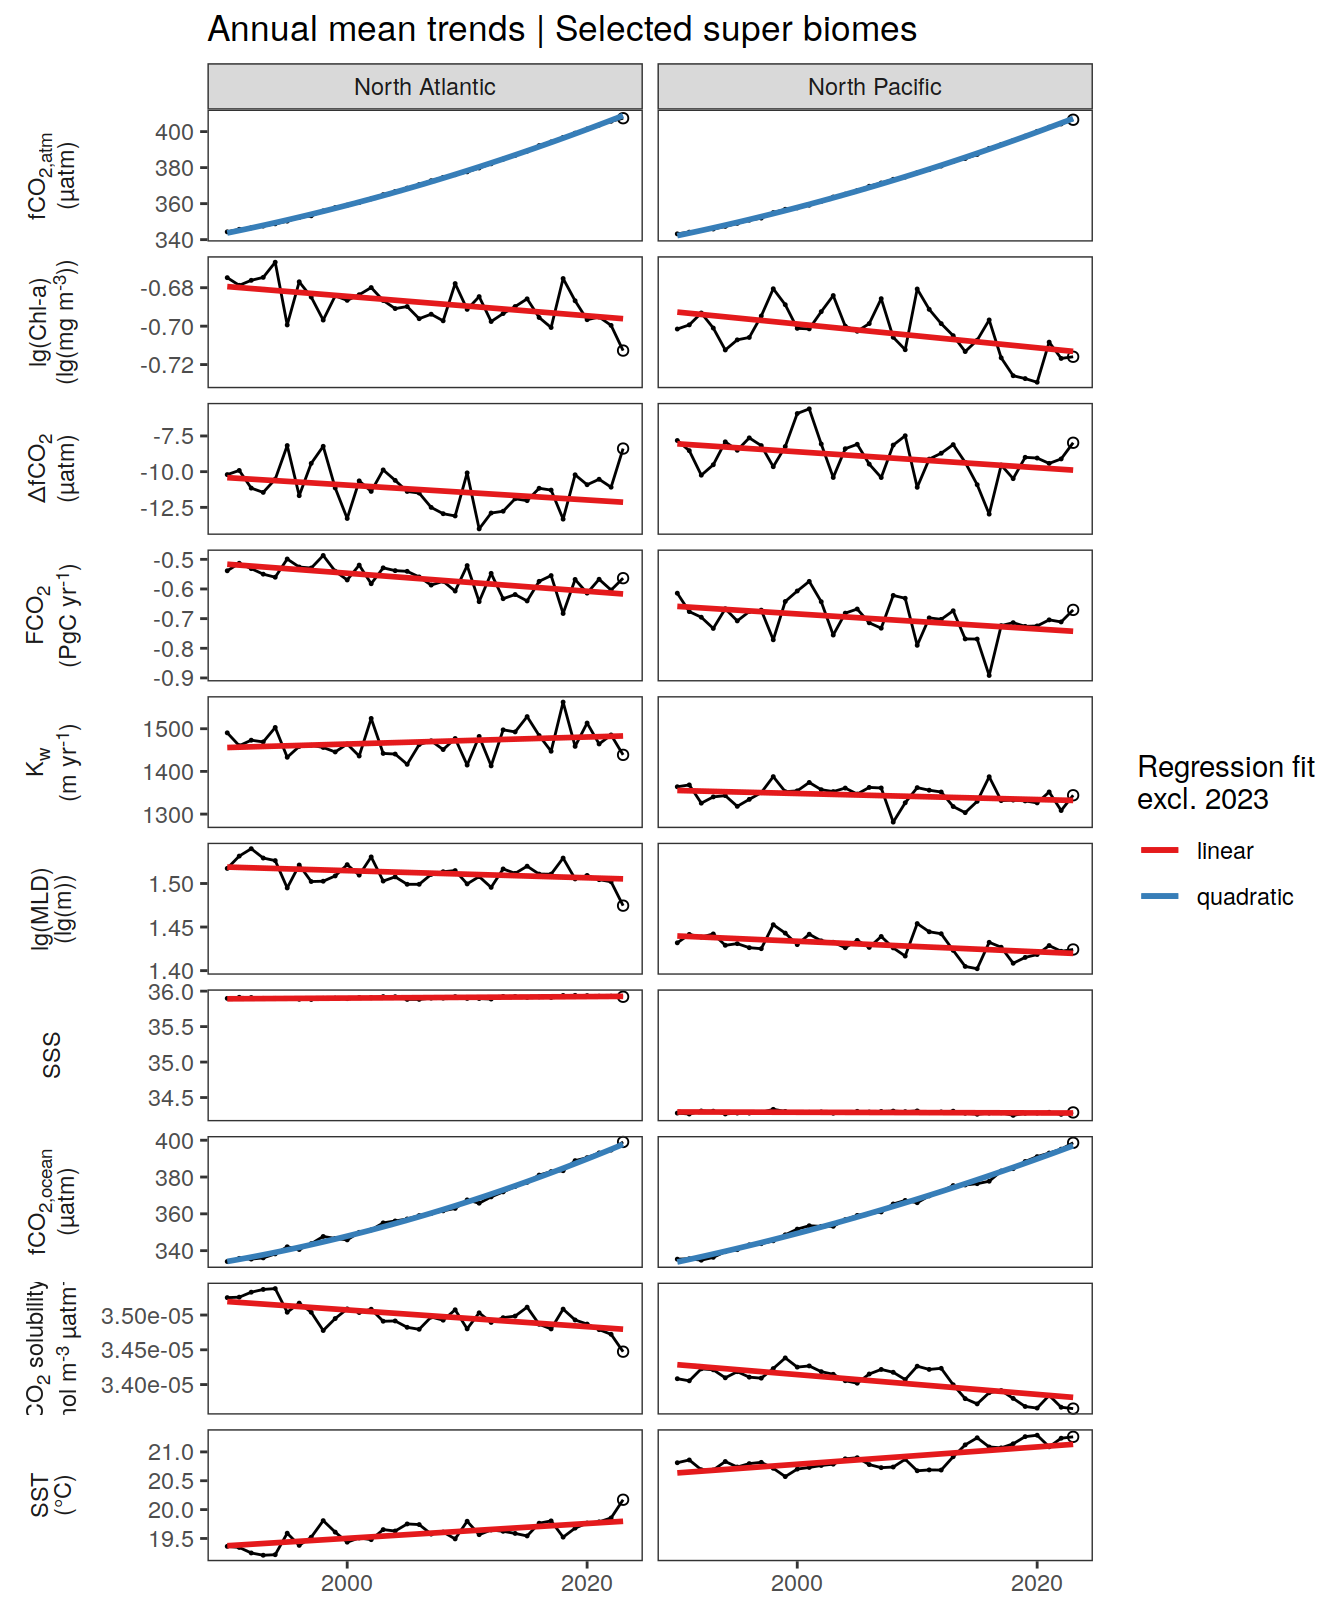 Annual mean trends | Selected super biomes
North Atlantic
North Pacific
fCO2,atm
(µatm)
400
380
360
340
lg(Chl-a)
(lg(mg m-3))
-0.68
-0.70
-0.72
ΔfCO2
(µatm)
-7.5
-10.0
-12.5
FCO2
(PgC yr-1)
-0.5
-0.6
-0.7
-0.8
-0.9
Kw
(m yr-1)
1500
1400
1300
lg(MLD)
(lg(m))
1.50
1.45
1.40
SSS
36.0
35.5
35.0
34.5
fCO2,ocean
(µatm)
400
380
360
340
CO2 solubility
m-3 µatm-
3.50e-05
3.45e-05
3.40e-05
SST
(°C)
21.0
20.5
20.0
19.5
2000
2020
2000
2020
Regression fit
excl. 2023
linear
quadratic